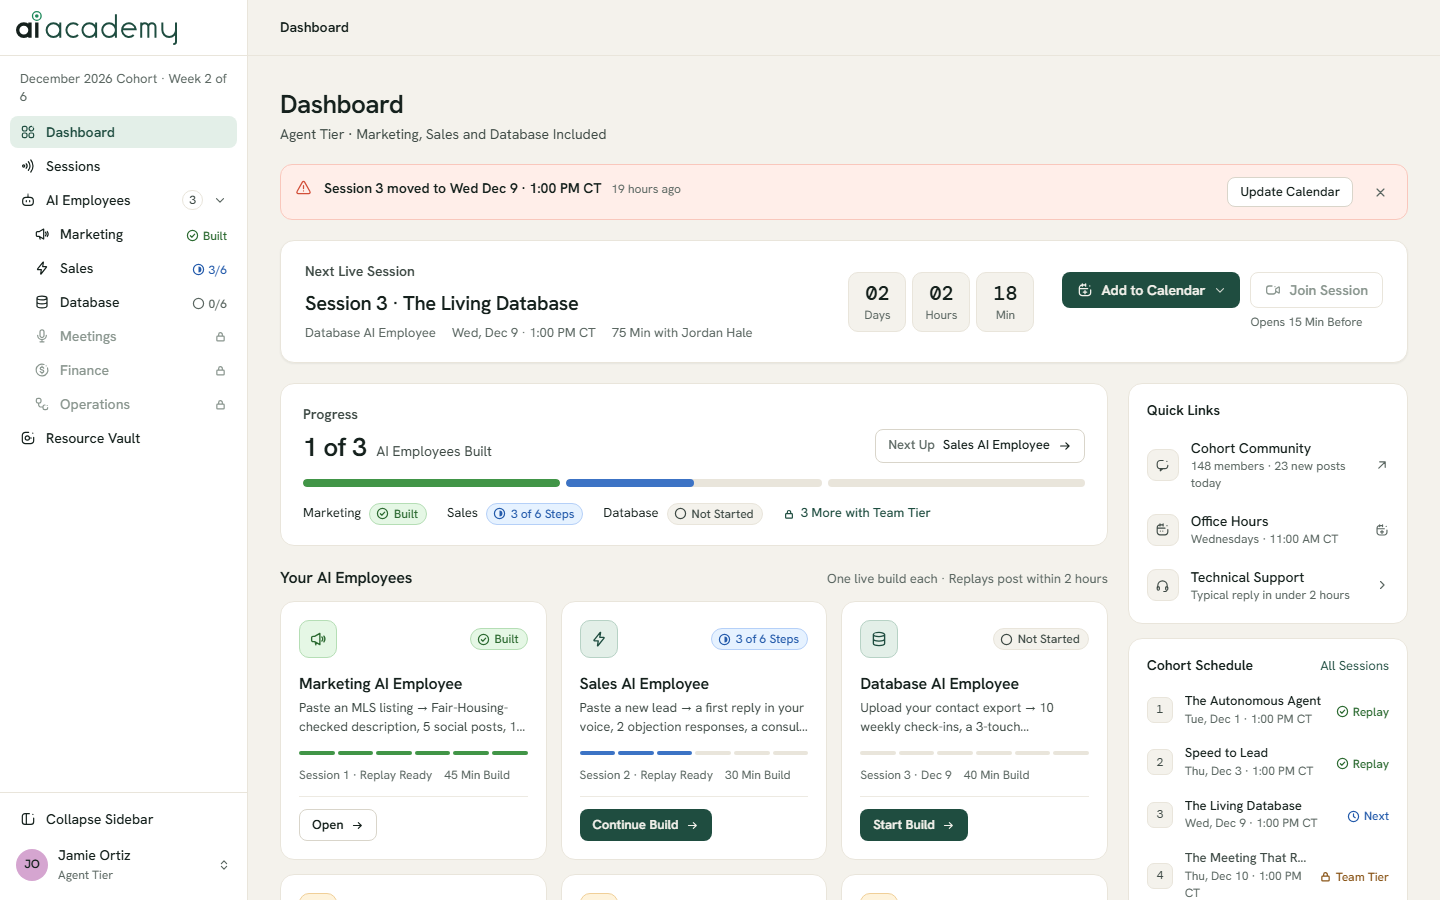 ai academy
December 2026 Cohort · Week 2 of
6
Dashboard
Sessions
AI Employees 3
Marketing Built
Sales 3/6
Database 0/6
Meetings
Finance
Operations
Resource Vault
Collapse Sidebar
JO
Jamie Ortiz
Agent Tier
Dashboard
Dashboard
Agent Tier · Marketing, Sales and Database Included
Session 3 moved to Wed Dec 9 · 1:00 PM CT 19 hours ago
Update Calendar
Next Live Session
Session 3 · The Living Database
Database AI Employee Wed, Dec 9 · 1:00 PM CT 75 Min with Jordan Hale
02 02 18
Days Hours Min
Add to Calendar
Join Session
Opens 15 Min Before
Progress
1 of 3 AI Employees Built
Next Up Sales AI Employee →
Marketing Built Sales 3 of 6 Steps Database Not Started 3 More with Team Tier
Your AI Employees
One live build each · Replays post within 2 hours
Built
Marketing AI Employee
Paste an MLS listing → Fair-Housing-
checked description, 5 social posts, 1...
Session 1 · Replay Ready 45 Min Build
Open →
3 of 6 Steps
Sales AI Employee
Paste a new lead → a first reply in your
voice, 2 objection responses, a consul...
Session 2 · Replay Ready 30 Min Build
Continue Build →
Not Started
Database AI Employee
Upload your contact export → 10
weekly check-ins, a 3-touch...
Session 3 · Dec 9 40 Min Build
Start Build →
Quick Links
Cohort Community
148 members · 23 new posts
today
Office Hours
Wednesdays · 11:00 AM CT
Technical Support
Typical reply in under 2 hours
Cohort Schedule All Sessions
1 The Autonomous Agent
Tue, Dec 1 · 1:00 PM CT
Replay
2 Speed to Lead
Thu, Dec 3 · 1:00 PM CT
Replay
3 The Living Database
Wed, Dec 9 · 1:00 PM CT
Next
4 The Meeting That R...
Thu, Dec 10 · 1:00 PM
CT
Team Tier